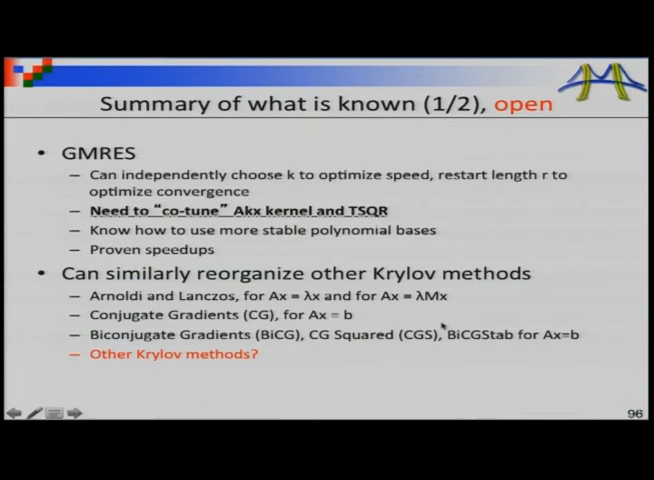 Summary of what is known (1/2), open
• GMRES
– Can independently choose k to optimize speed, restart length r to
optimize convergence
– Need to “co-tune” Akx kernel and TSQR
– Know how to use more stable polynomial bases
– Proven speedups
• Can similarly reorganize other Krylov methods
– Arnoldi and Lanczos, for Ax = λx and for Ax = λMx
– Conjugate Gradients (CG), for Ax = b
– Biconjugate Gradients (BiCG), CG Squared (CGS), BiCGStab for Ax=b
– Other Krylov methods?
96